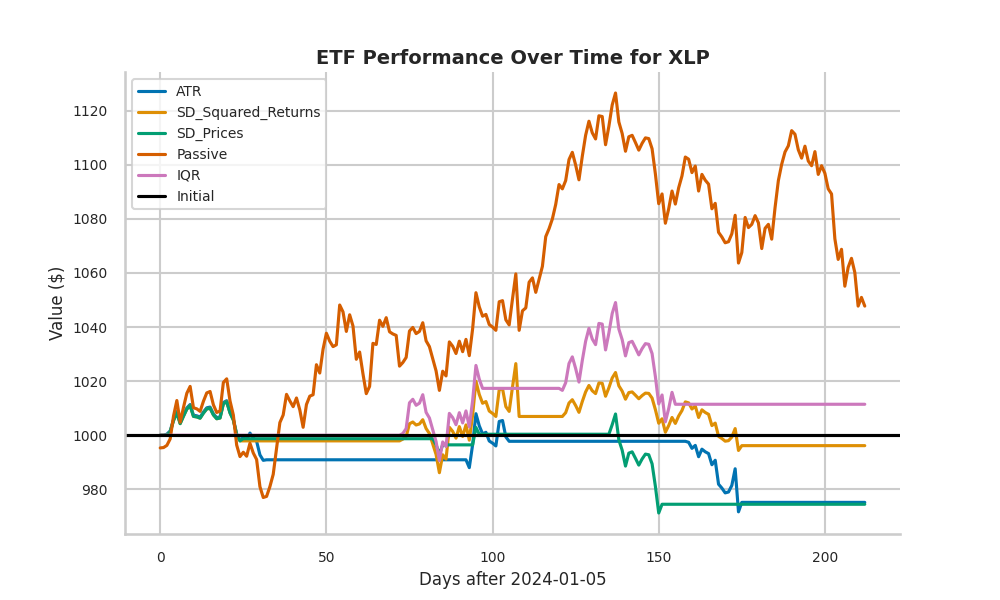 ETF Performance Over Time for XLP
ATR
SD_Squared_Returns
SD_Prices
Passive
IQR
Initial
Value ($)
1120
1100
1080
1060
1040
1020
1000
980
0 50 100 150 200
Days after 2024-01-05